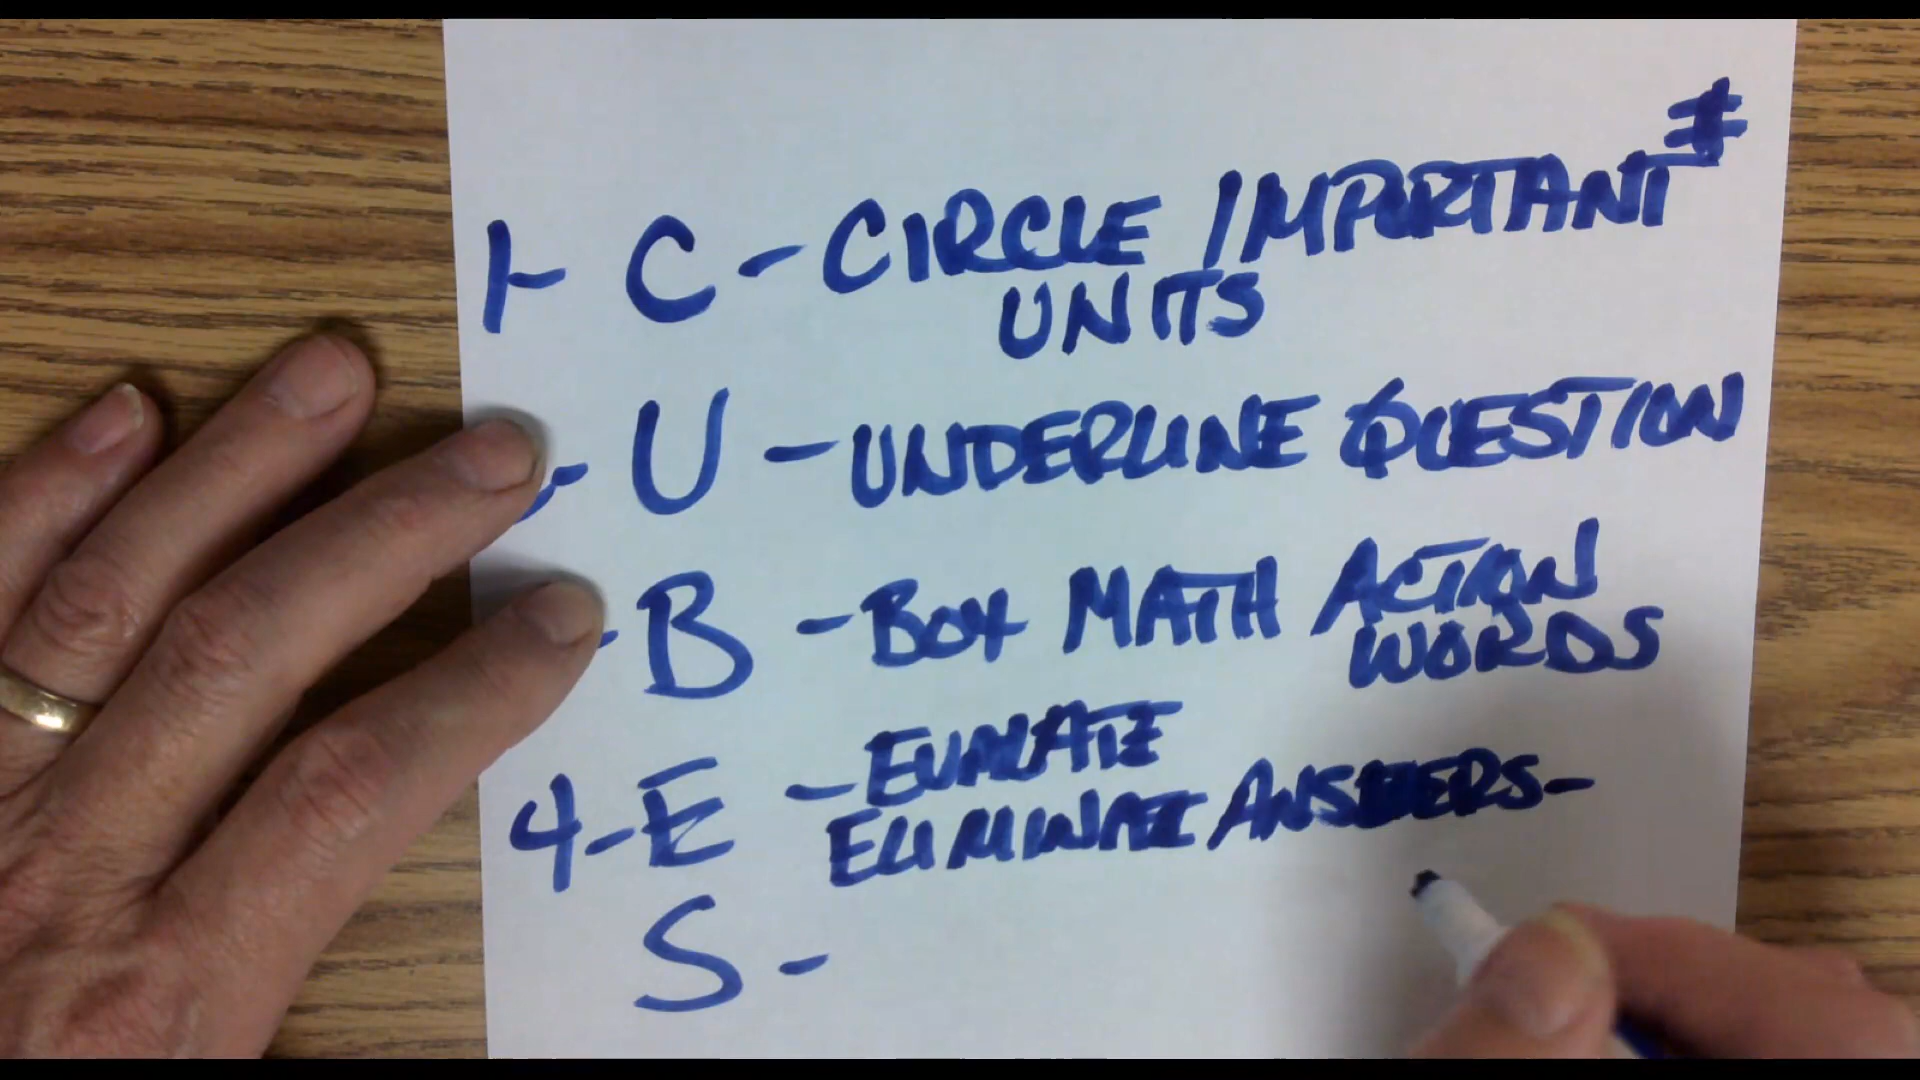 1- C - CIRCLE IMPORTANT #
UNITS
- U - UNDERLINE QUESTION
- B - BOX MATH ACTION
WORDS
4 - E - EVALUATE
ELIMINATE ANSWERS -
S -